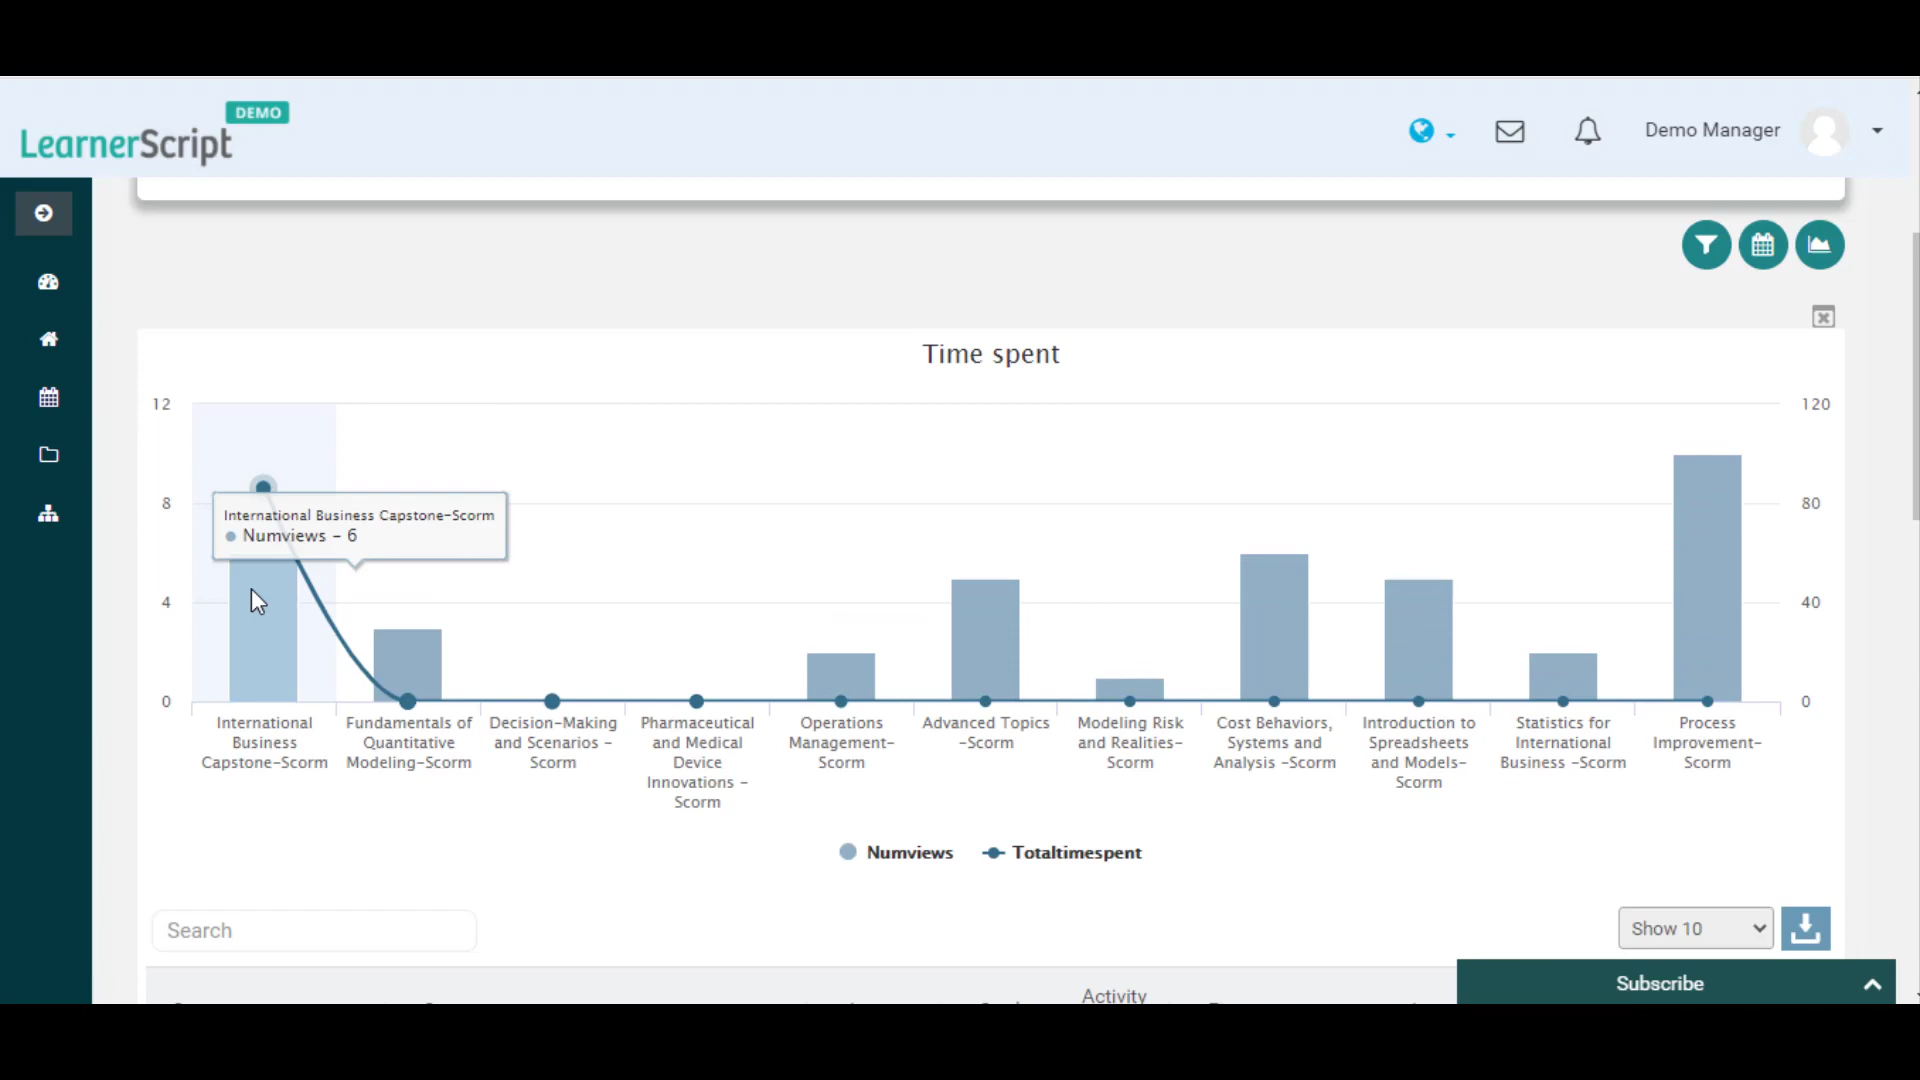 LearnerScript
DEMO
Demo Manager
Time spent
12
8
4
0
120
80
40
0
International Business Capstone-Scorm
Numviews - 6
International
Business
Capstone-Scorm
Fundamentals of
Quantitative
Modeling-Scorm
Decision-Making
and Scenarios -
Scorm
Pharmaceutical
and Medical
Device
Innovations -
Scorm
Operations
Management-
Scorm
Advanced Topics
-Scorm
Modeling Risk
and Realities-
Scorm
Cost Behaviors,
Systems and
Analysis -Scorm
Introduction to
Spreadsheets
and Models-
Scorm
Statistics for
International
Business -Scorm
Process
Improvement-
Scorm
Numviews
Totaltimespent
Search
Show 10
Activity
Subscribe